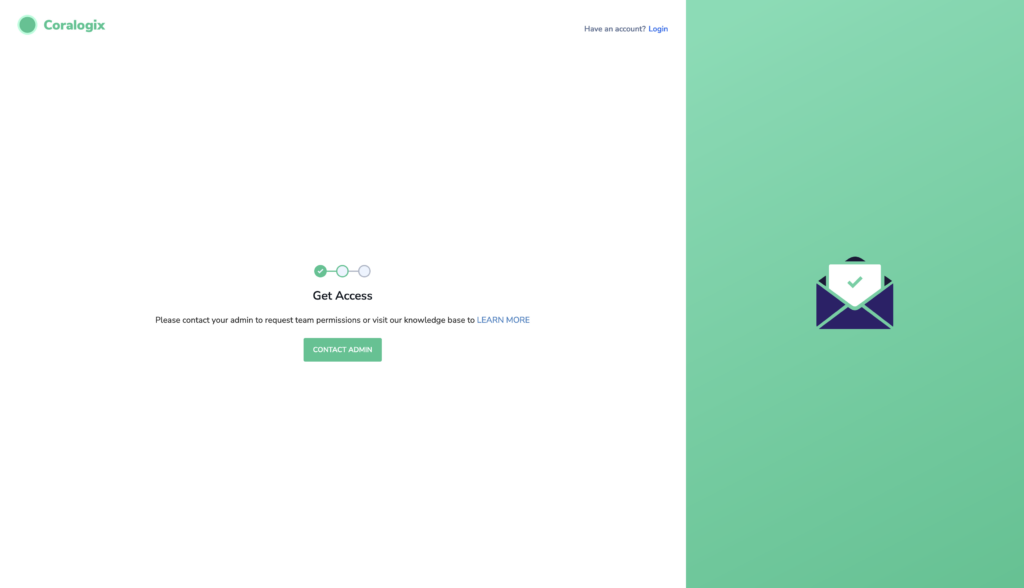 Coralogix
Have an account? Login
Get Access
Please contact your admin to request team permissions or visit our knowledge base to LEARN MORE
CONTACT ADMIN